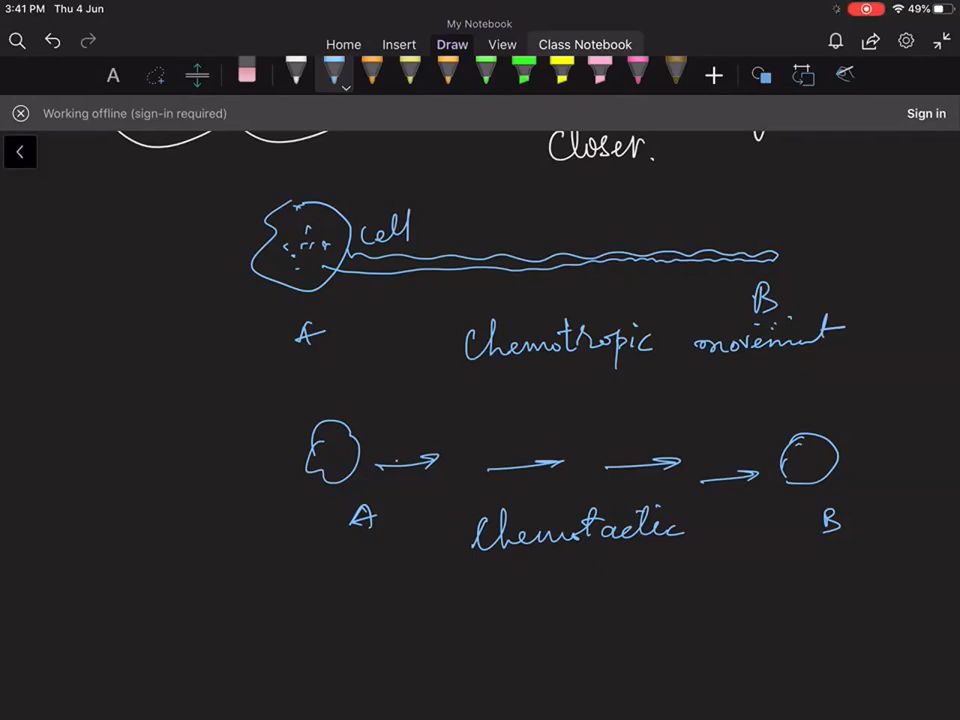 3:41 PM Thu 4 Jun
49%
My Notebook
Home Insert Draw View Class Notebook
A
Working offline (sign-in required) Sign in
Closer.
cell
B
A
Chemotropic movement
A
Chemotactic
B